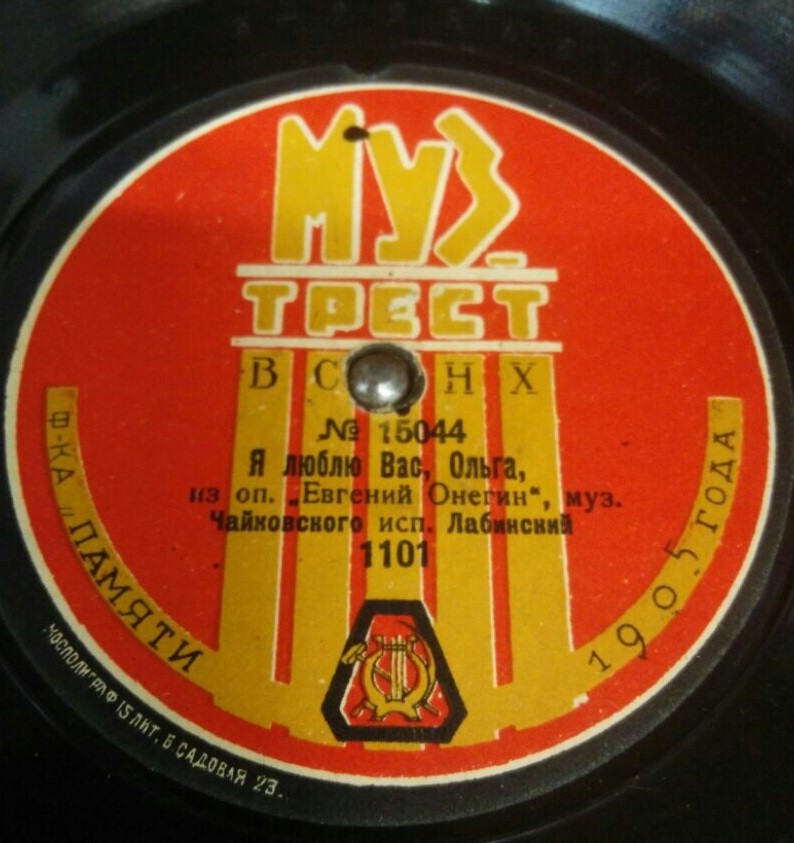 МУЗ.
ТРЕСТ
В С Н Х
№ 15044
Я люблю Вас, Ольга,
из оп. „Евгений Онегин“, муз.
Чайковского исп. Лабинский
1101
Ф-КА „ПАМЯТИ 1905 ГОДА
МОСПОЛИГРАФ 15 ЛИТ. Б САДОВАЯ 23.